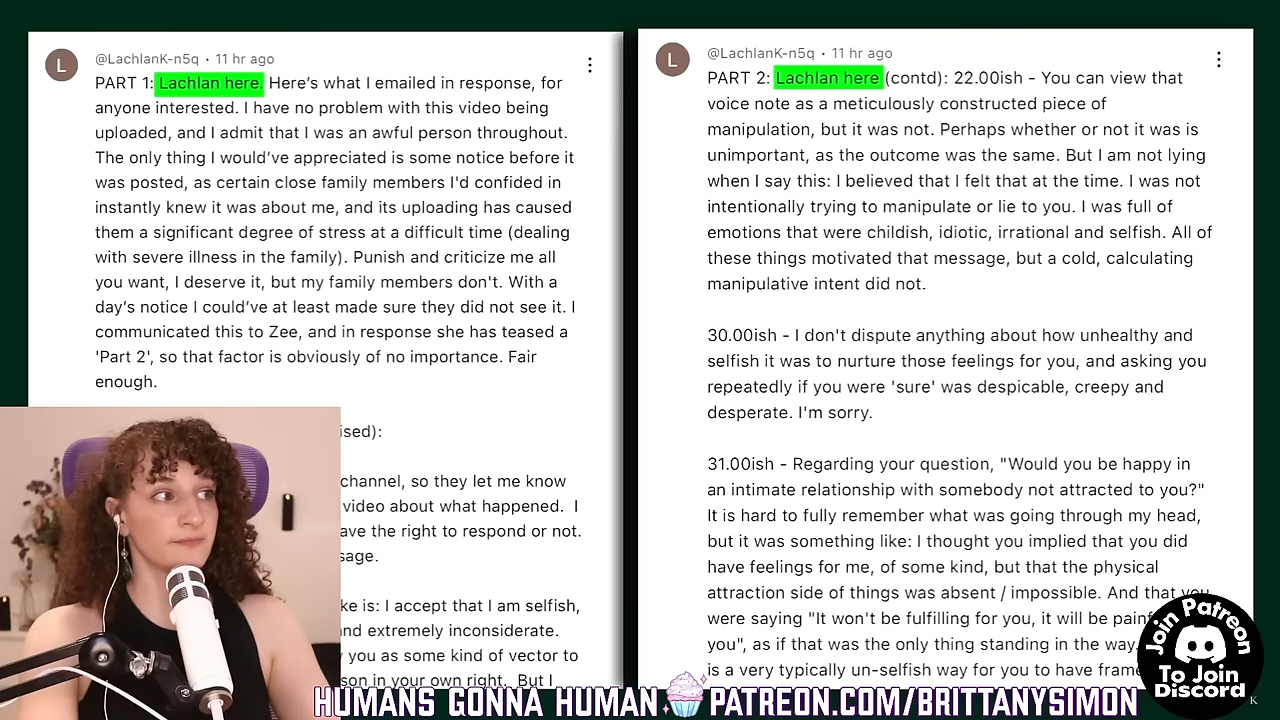 L
@LachlanK-n5q • 11 hr ago
PART 1: Lachlan here. Here's what I emailed in response, for
anyone interested. I have no problem with this video being
uploaded, and I admit that I was an awful person throughout.
The only thing I would've appreciated is some notice before it
was posted, as certain close family members I'd confided in
instantly knew it was about me, and its uploading has caused
them a significant degree of stress at a difficult time (dealing
with severe illness in the family). Punish and criticize me all
you want, I deserve it, but my family members don't. With a
day's notice I could've at least made sure they did not see it. I
communicated this to Zee, and in response she has teased a
'Part 2', so that factor is obviously of no importance. Fair
enough.
ised):
channel, so they let me know
video about what happened. I
ave the right to respond or not.
sage.
ke is: I accept that I am selfish,
nd extremely inconsiderate.
you as some kind of vector to
son in your own right. But I
L
@LachlanK-n5q • 11 hr ago
PART 2: Lachlan here (contd): 22.00ish - You can view that
voice note as a meticulously constructed piece of
manipulation, but it was not. Perhaps whether or not it was is
unimportant, as the outcome was the same. But I am not lying
when I say this: I believed that I felt that at the time. I was not
intentionally trying to manipulate or lie to you. I was full of
emotions that were childish, idiotic, irrational and selfish. All of
these things motivated that message, but a cold, calculating
manipulative intent did not.
30.00ish - I don't dispute anything about how unhealthy and
selfish it was to nurture those feelings for you, and asking you
repeatedly if you were 'sure' was despicable, creepy and
desperate. I'm sorry.
31.00ish - Regarding your question, "Would you be happy in
an intimate relationship with somebody not attracted to you?"
It is hard to fully remember what was going through my head,
but it was something like: I thought you implied that you did
have feelings for me, of some kind, but that the physical
attraction side of things was absent / impossible. And that you
were saying "It won't be fulfilling for you, it will be pain
you", as if that was the only thing standing in the way.
is a very typically un-selfish way for you to have frame
Join Patreon
To Join
Discord
HUMANS GONNA HUMAN PATREON.COM/BRITTANYSIMON
K